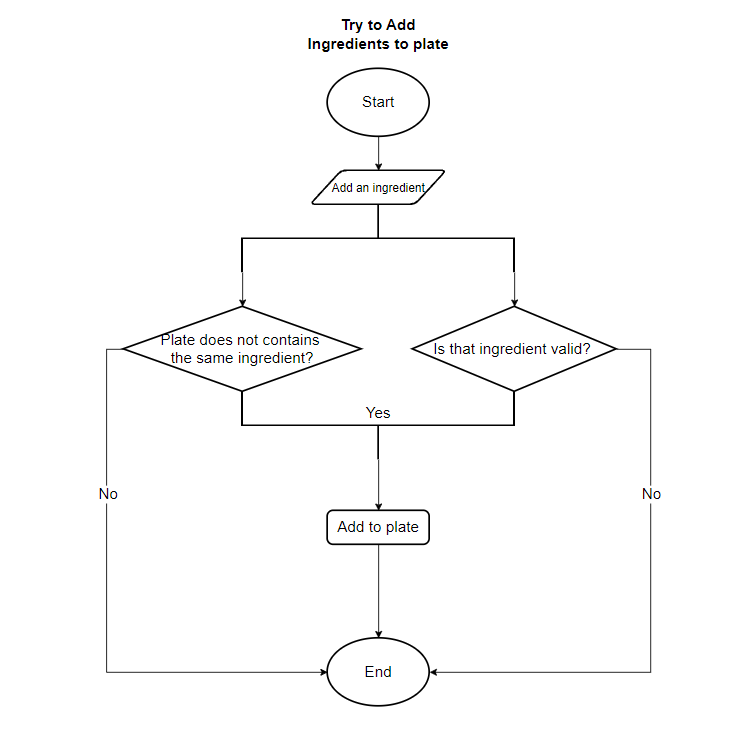 Try to Add
Ingredients to plate
Start
Add an ingredient
Plate does not contains
the same ingredient?
Is that ingredient valid?
Yes
No
No
Add to plate
End